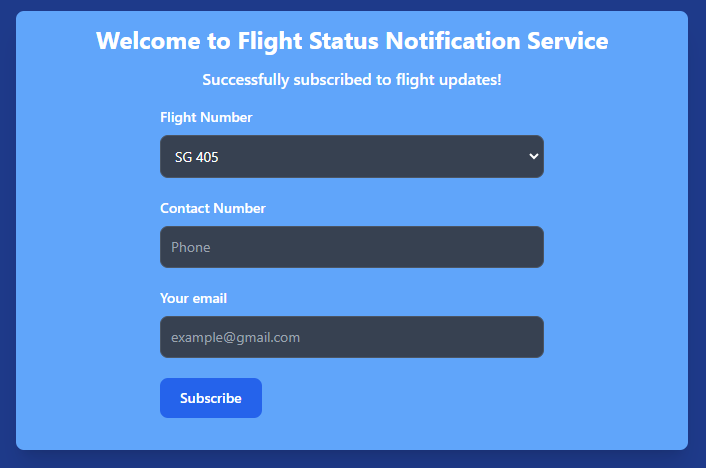 Welcome to Flight Status Notification Service
Successfully subscribed to flight updates!
Flight Number
SG 405
Contact Number
Phone
Your email
example@gmail.com
Subscribe